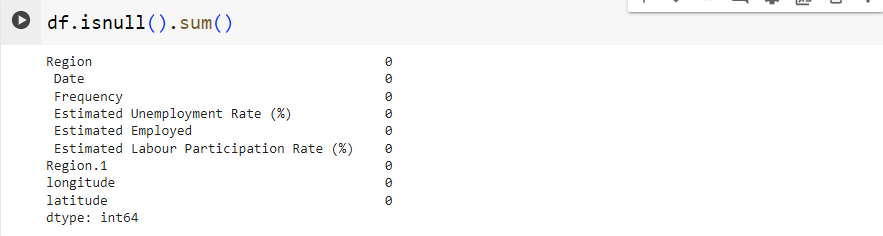 df.isnull().sum()
Region 0
Date 0
Frequency 0
Estimated Unemployment Rate (%) 0
Estimated Employed 0
Estimated Labour Participation Rate (%) 0
Region.1 0
longitude 0
latitude 0
dtype: int64